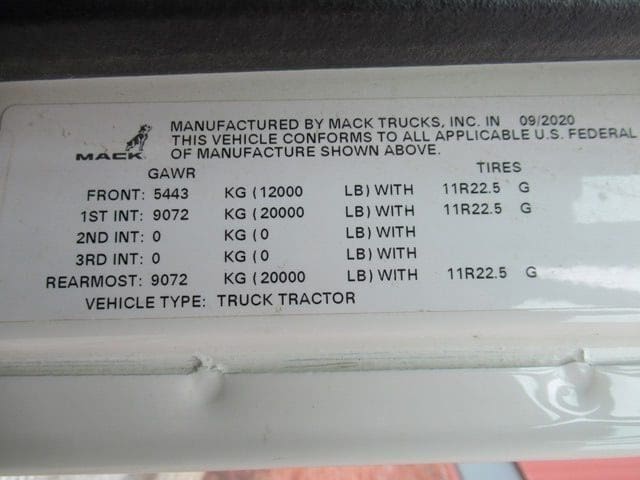 MANUFACTURED BY MACK TRUCKS, INC. IN 09/2020
THIS VEHICLE CONFORMS TO ALL APPLICABLE U.S. FEDERAL
OF MANUFACTURE SHOWN ABOVE.
MACK
GAWR TIRES
FRONT: 5443 KG (12000 LB) WITH 11R22.5 G
1ST INT: 9072 KG (20000 LB) WITH 11R22.5 G
2ND INT: 0 KG (0 LB) WITH
3RD INT: 0 KG (0 LB) WITH
REARMOST: 9072 KG (20000 LB) WITH 11R22.5 G
VEHICLE TYPE: TRUCK TRACTOR